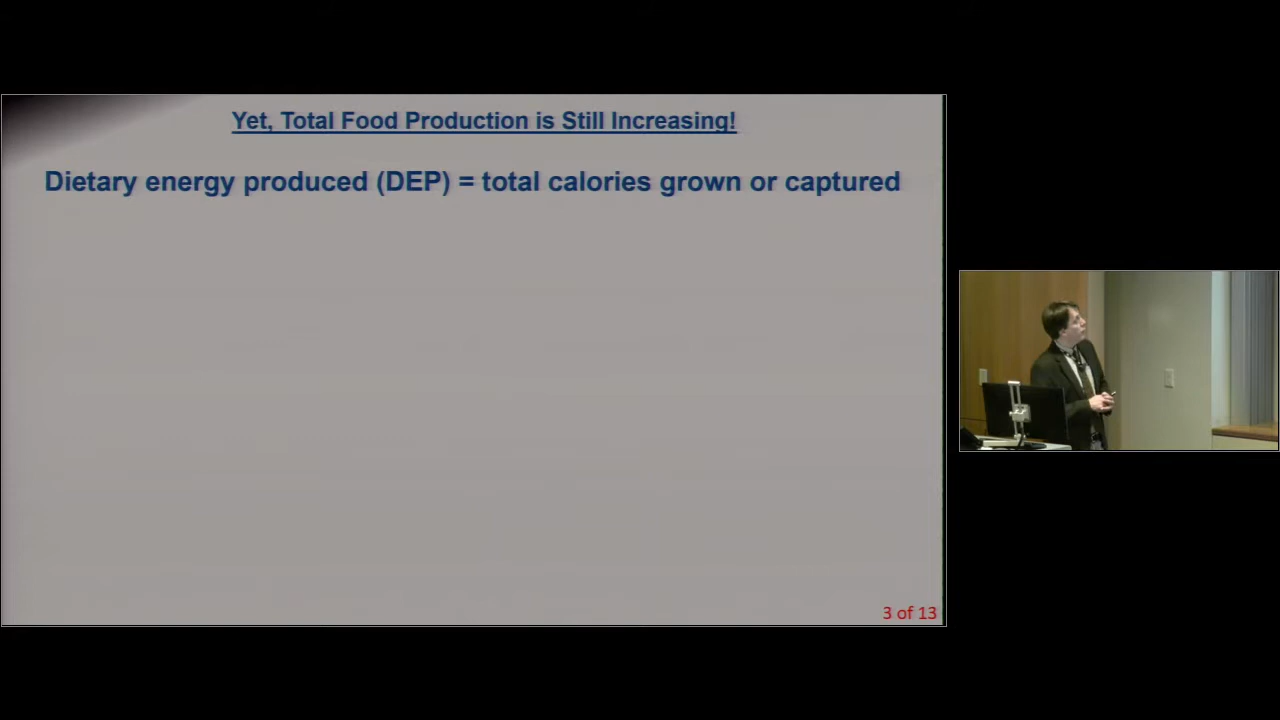 Yet, Total Food Production is Still Increasing!
Dietary energy produced (DEP) = total calories grown or captured
3 of 13